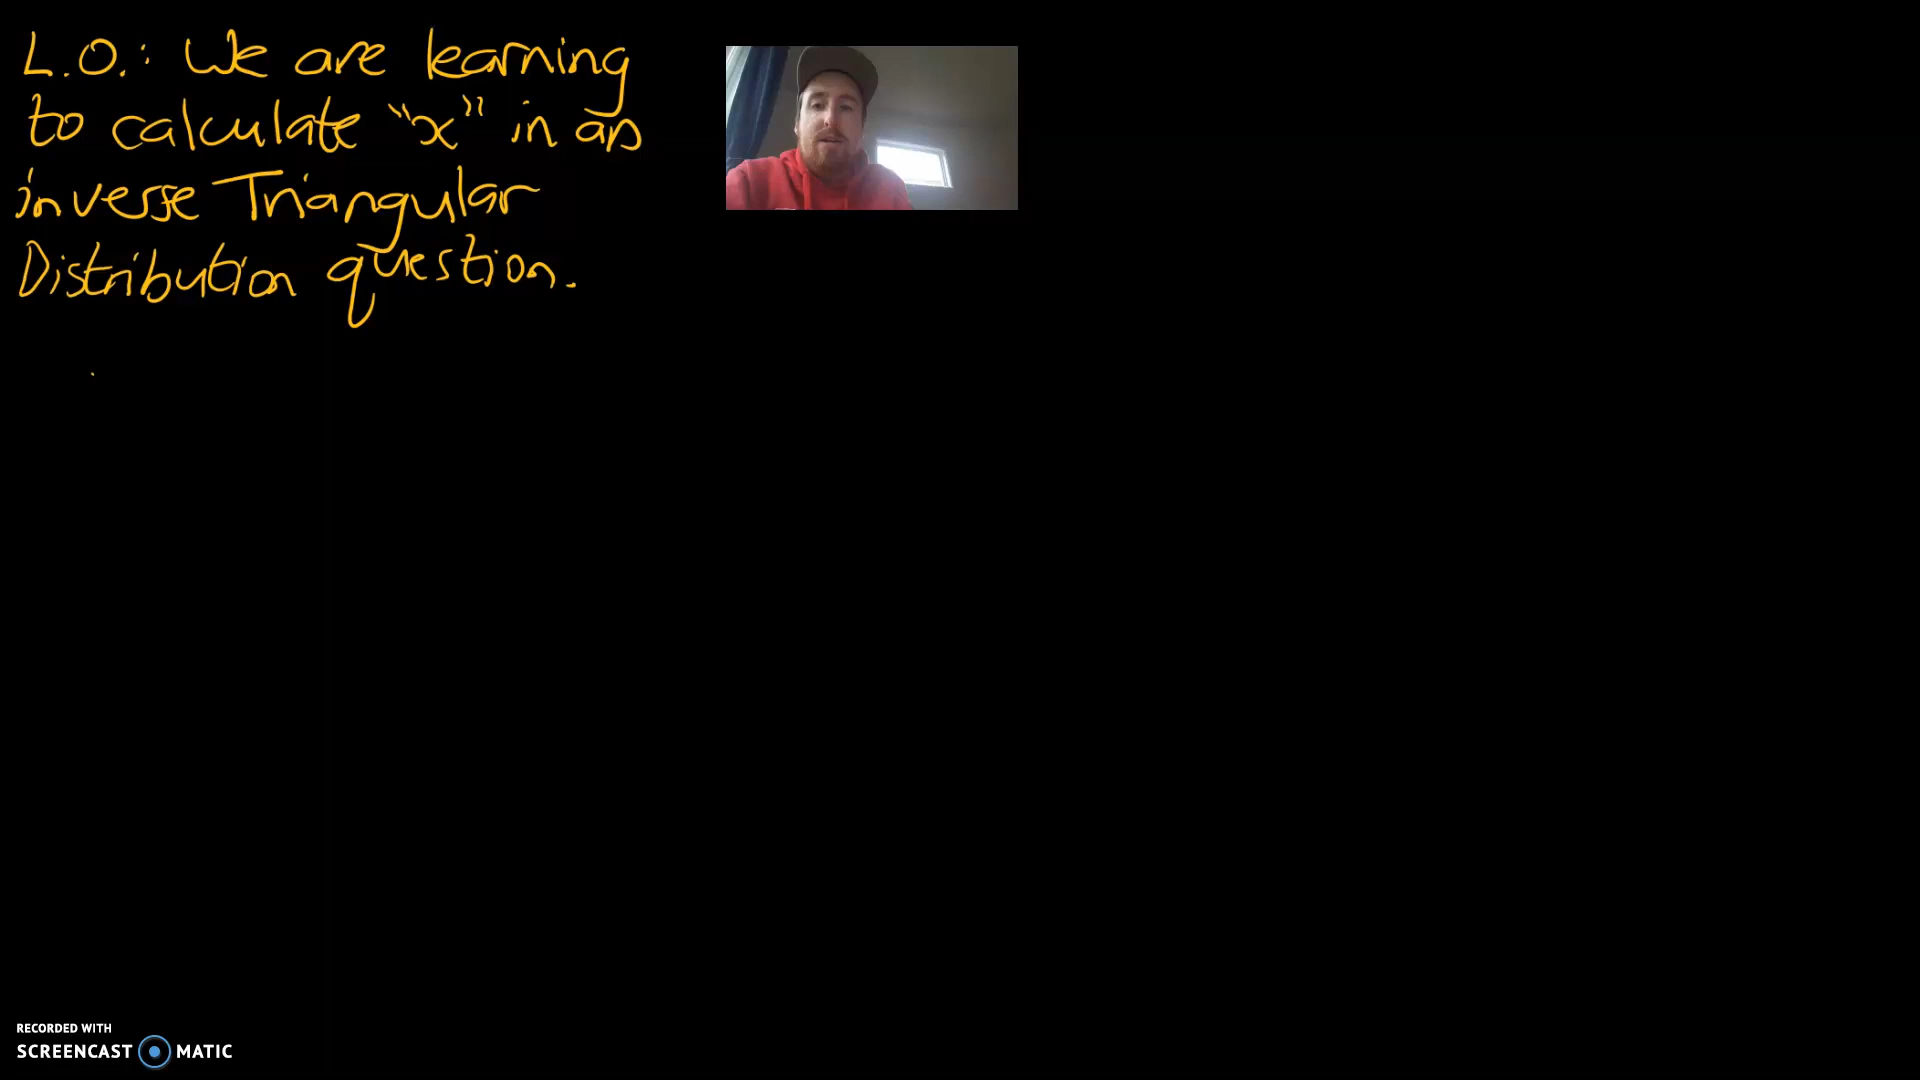 L.O.: We are learning
to calculate "x" in an
inverse Triangular
Distribution question.
RECORDED WITH
SCREENCAST MATIC